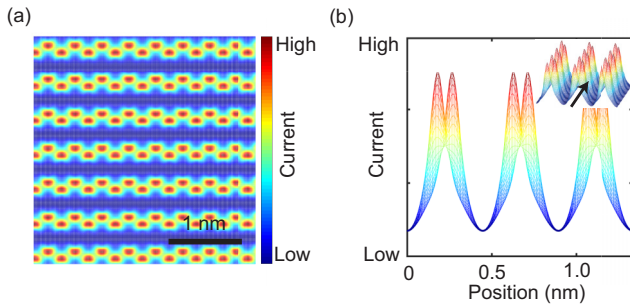 (a)
High
Current
Low
1 nm
(b)
High
Current
Low
0
0.5
1.0
Position (nm)